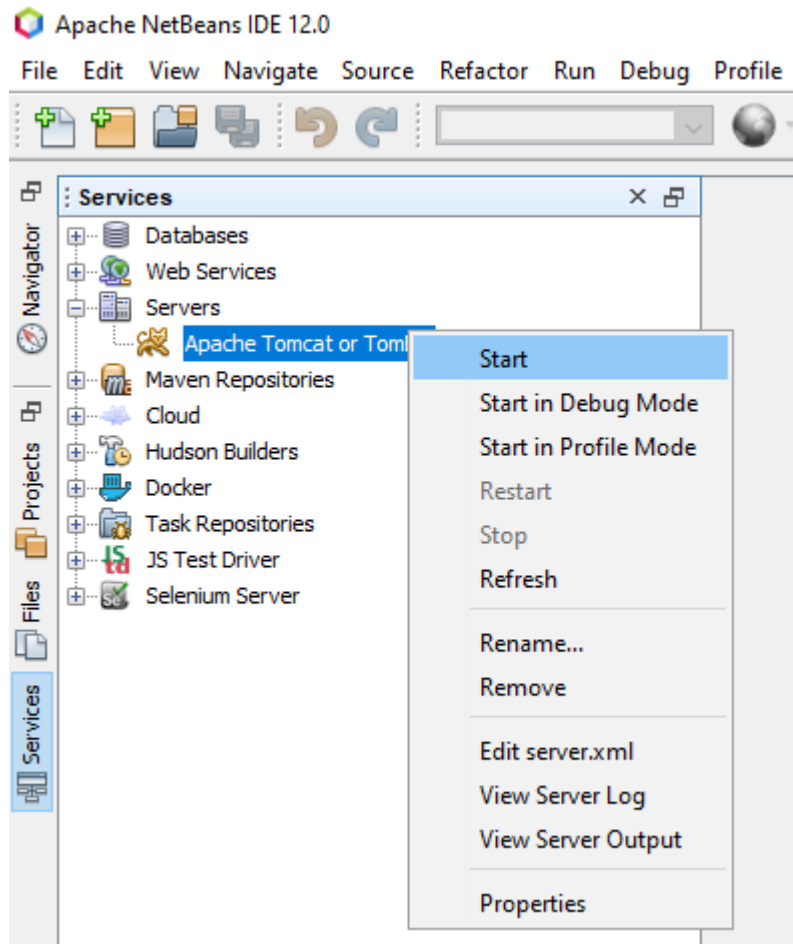 Apache NetBeans IDE 12.0
File Edit View Navigate Source Refactor Run Debug Profile
Services
Navigator
Projects
Files
Services
Databases
Web Services
Servers
Apache Tomcat or
Maven Repositories
Cloud
Hudson Builders
Docker
Task Repositories
JS Test Driver
Selenium Server
Start
Start in Debug Mode
Start in Profile Mode
Restart
Stop
Refresh
Rename...
Remove
Edit server.xml
View Server Log
View Server Output
Properties